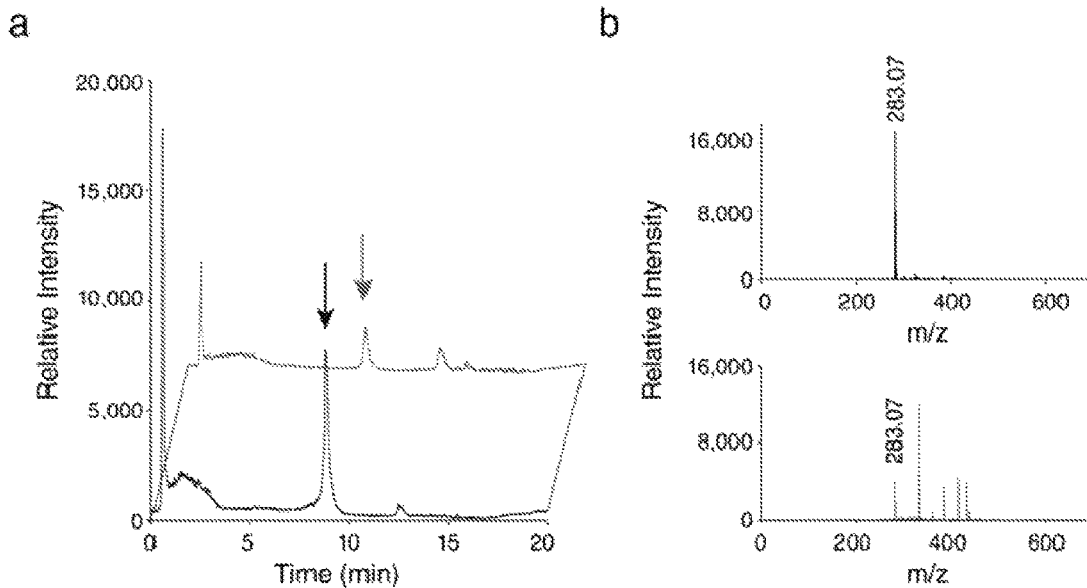 a
Relative Intensity
20,000
15,000
10,000
5,000
0
0 5 10 15 20
Time (min)
b
Relative Intensity
283.07
16,000
8,000
0
0 200 400 600
m/z
283.07
16,000
8,000
0
0 200 400 600
m/z